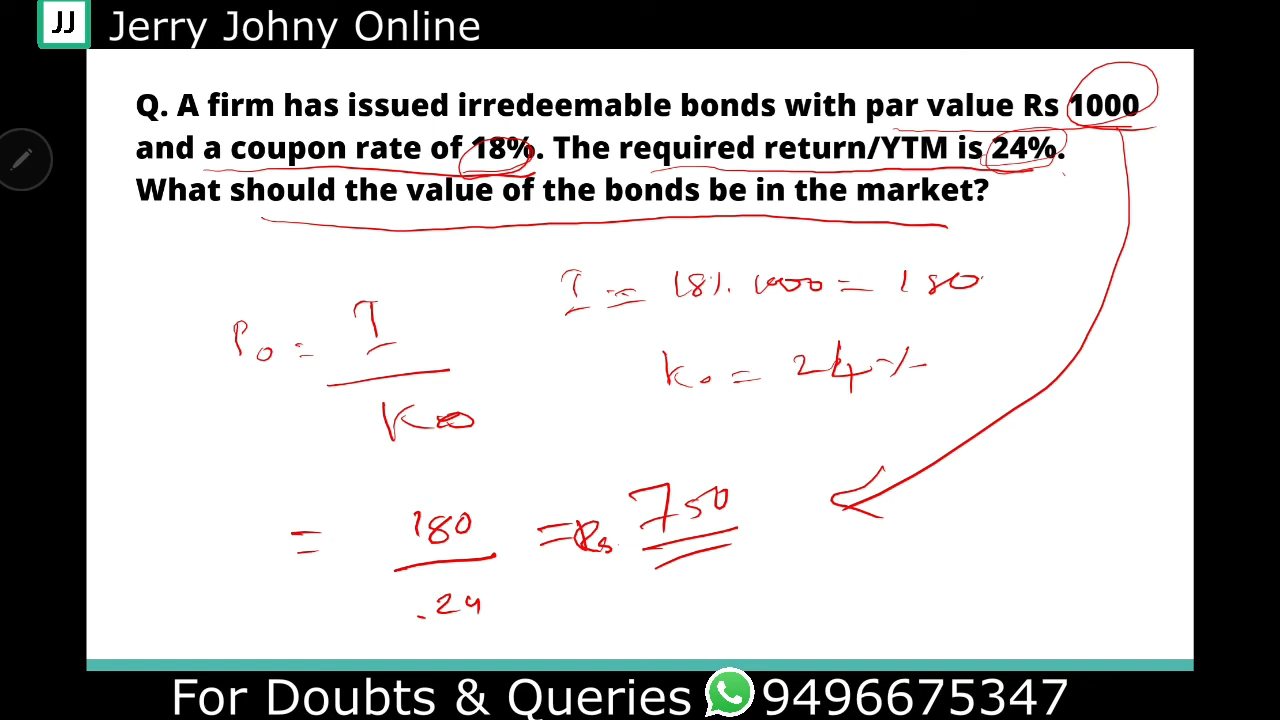 JJ Jerry Johny Online
Q. A firm has issued irredeemable bonds with par value Rs 1000
and a coupon rate of 18%. The required return/YTM is 24%.
What should the value of the bonds be in the market?
I = 18% 1000 = 180
P0 = I / K0
K0 = 24%
= 180 / .24 = Rs. 750
For Doubts & Queries 9496675347